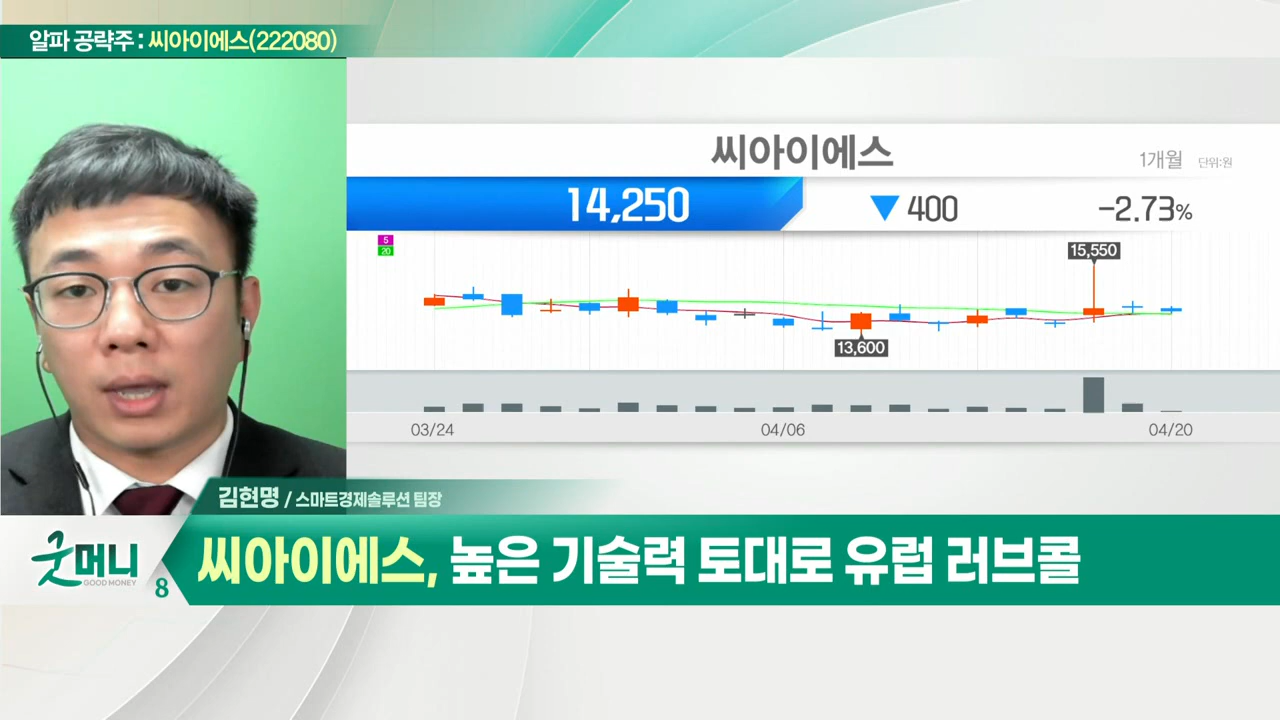 알파 공략주 : 씨아이에스(222080)
씨아이에스
1개월 단위:원
14,250 ▼ 400 -2.73%
5
20
15,550
13,600
03/24 04/06 04/20
김현명 / 스마트경제솔루션 팀장
굿머니
GOOD MONEY
8
씨아이에스, 높은 기술력 토대로 유럽 러브콜